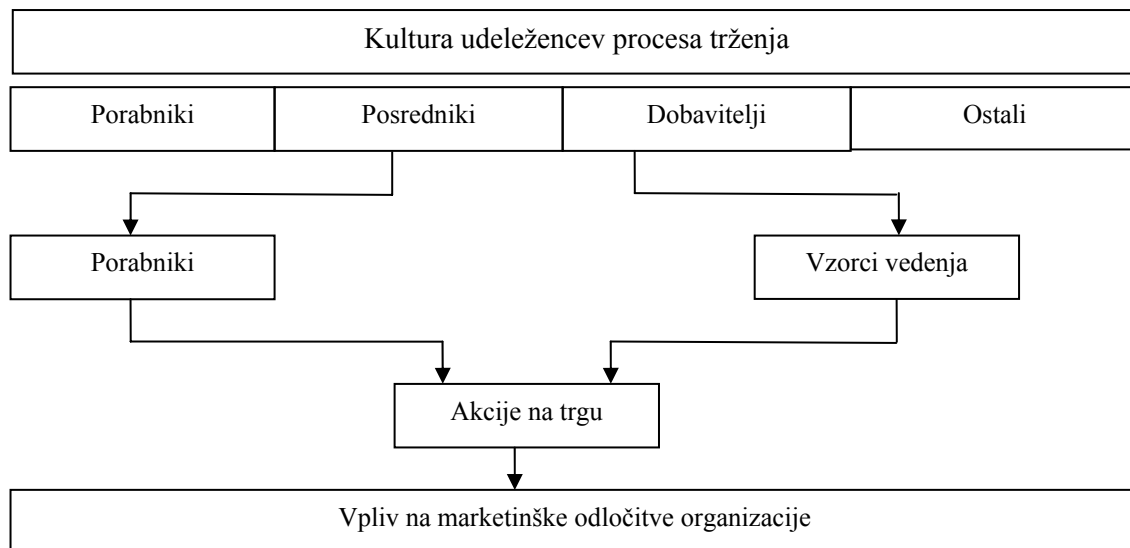 Kultura udeležencev procesa trženja
Porabniki
Posredniki
Dobavitelji
Ostali
Porabniki
Vzorci vedenja
Akcije na trgu
Vpliv na marketinške odločitve organizacije